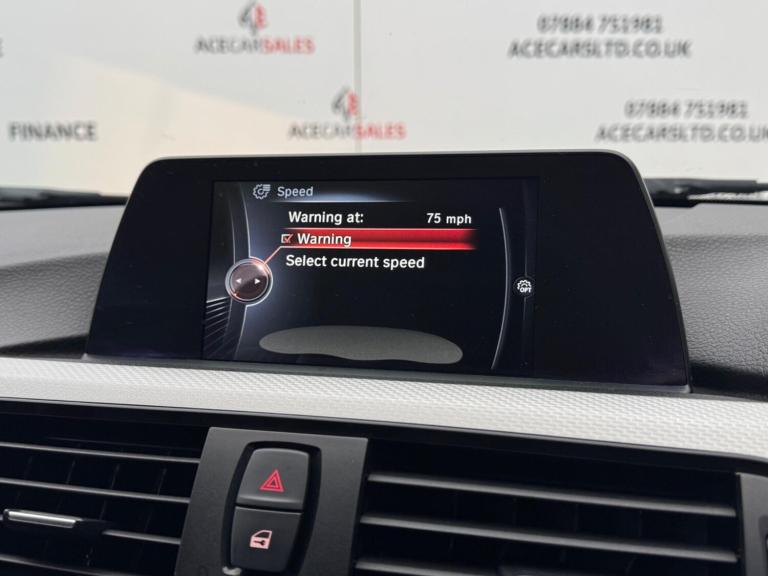 ACECARSALES
07884 751981
ACECARSLTD.CO.UK
FINANCE
ACECARSALES
07884 751981
ACECARSLTD.CO.UK
Speed
Warning at: 75 mph
Warning
Select current speed
OPT